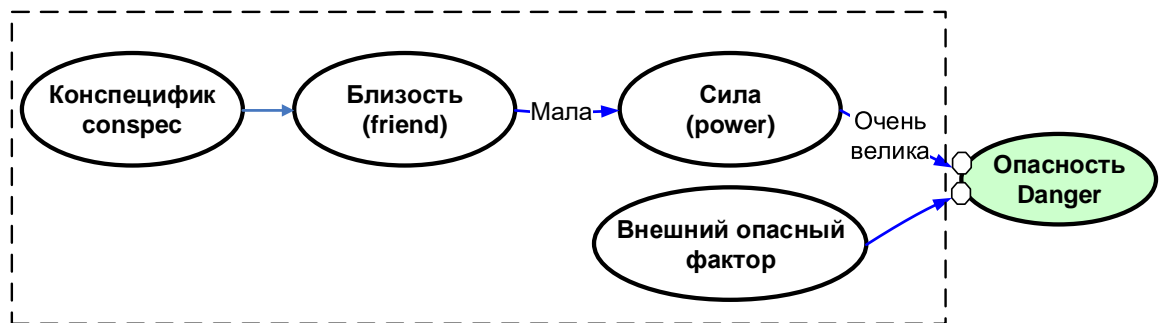 Конспецифик
conspec
Близость
(friend)
Мала
Сила
(power)
Очень
велика
Опасность
Danger
Внешний опасный
фактор